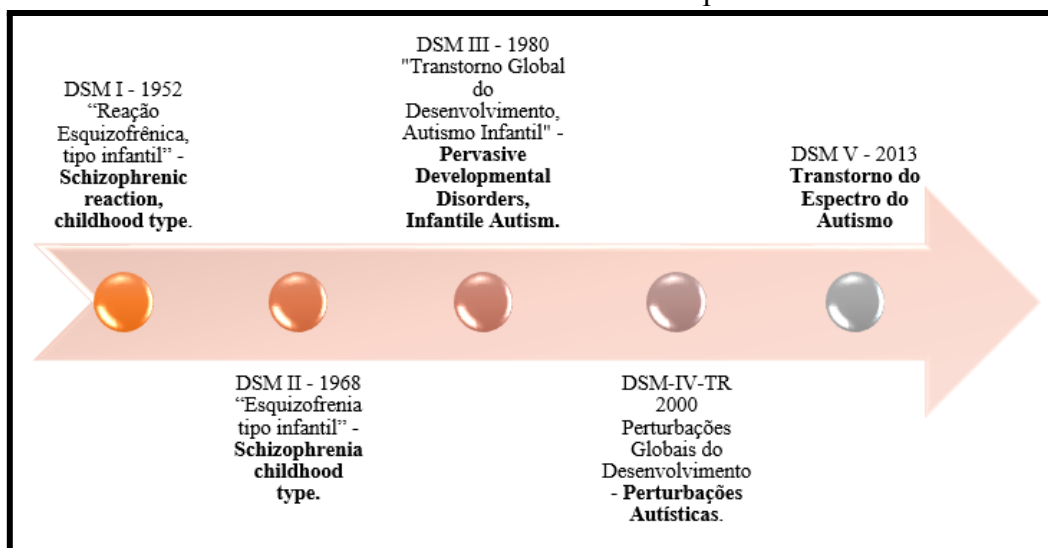 DSM I - 1952
“Reação
Esquizofrênica,
tipo infantil” -
Schizophrenic
reaction,
childhood type.
DSM II - 1968
“Esquizofrenia
tipo infantil” -
Schizophrenia
childhood
type.
DSM III - 1980
"Transtorno Global
do
Desenvolvimento,
Autismo Infantil" -
Pervasive
Developmental
Disorders,
Infantile Autism.
DSM-IV-TR
2000
Perturbações
Globais do
Desenvolvimento
- Perturbações
Autísticas.
DSM V - 2013
Transtorno do
Espectro do
Autismo